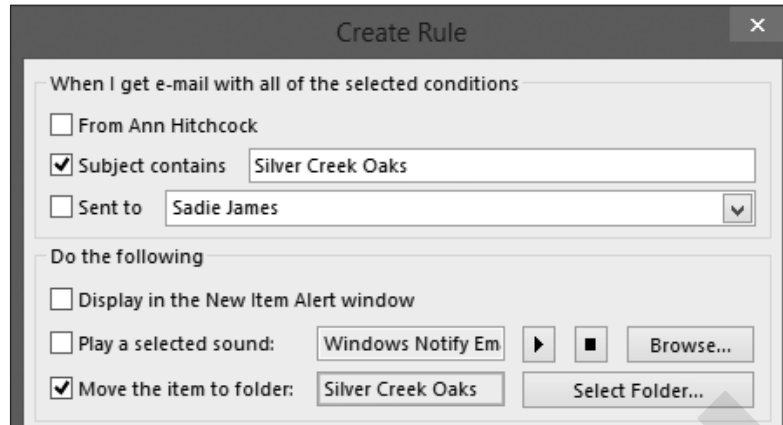 Create Rule
When I get e-mail with all of the selected conditions
From Ann Hitchcock
Subject contains Silver Creek Oaks
Sent to Sadie James
Do the following
Display in the New Item Alert window
Play a selected sound: Windows Notify Em Browse...
Move the item to folder: Silver Creek Oaks Select Folder...